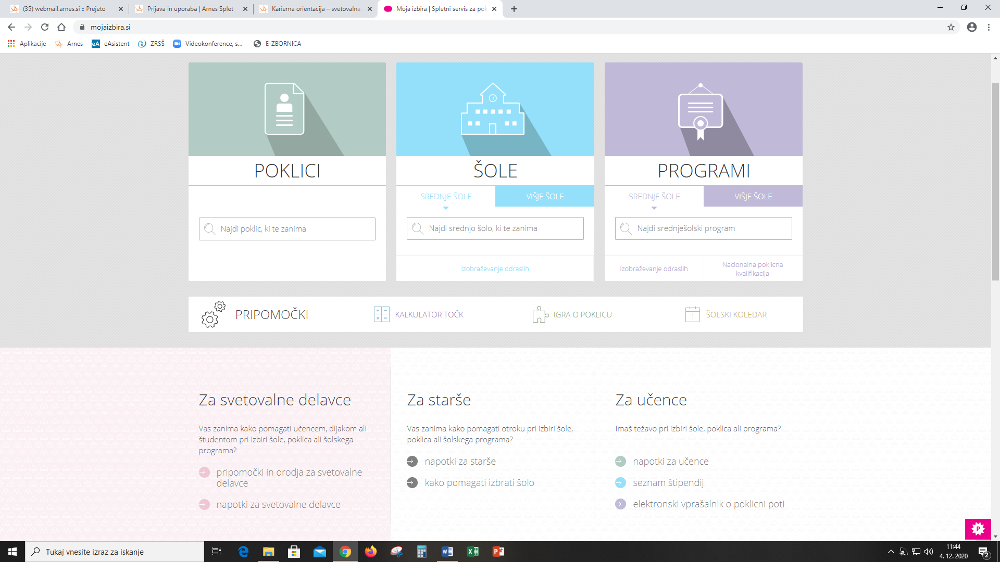 (35) webmail.arnes.si :: Prejeto
Prijava in uporaba | Arnes Splet
Karierna orientacija – svetovalna
Moja izbira | Spletni servis za pok
mojaizbira.si
Aplikacije
Arnes
eA
eAsistent
ZRSŠ
Videokonference, s...
E-ZBORNICA
POKLICI
Najdi poklic, ki te zanima
ŠOLE
SREDNJE ŠOLE
VIŠJE ŠOLE
Najdi srednjo šolo, ki te zanima
Izobraževanje odraslih
PROGRAMI
SREDNJE ŠOLE
VIŠJE ŠOLE
Najdi srednješolski program
Izobraževanje odraslih
Nacionalna poklicna
kvalifikacija
PRIPOMOČKI
KALKULATOR TOČK
IGRA O POKLICU
1
ŠOLSKI KOLEDAR
Za svetovalne delavce
Vas zanima kako pomagati učencem, dijakom ali
študentom pri izbiri šole, poklica ali šolskega
programa?
pripomočki in orodja za svetovalne
delavce
napotki za svetovalne delavce
Za starše
Vas zanima kako pomagati otroku pri izbiri šole,
poklica ali šolskega programa?
napotki za starše
kako pomagati izbrati šolo
Za učence
Imaš težavo pri izbiri šole, poklica ali programa?
napotki za učence
seznam štipendij
elektronski vprašalnik o poklicni poti
P
Tukaj vnesite izraz za iskanje
11:44
4. 12. 2020
2